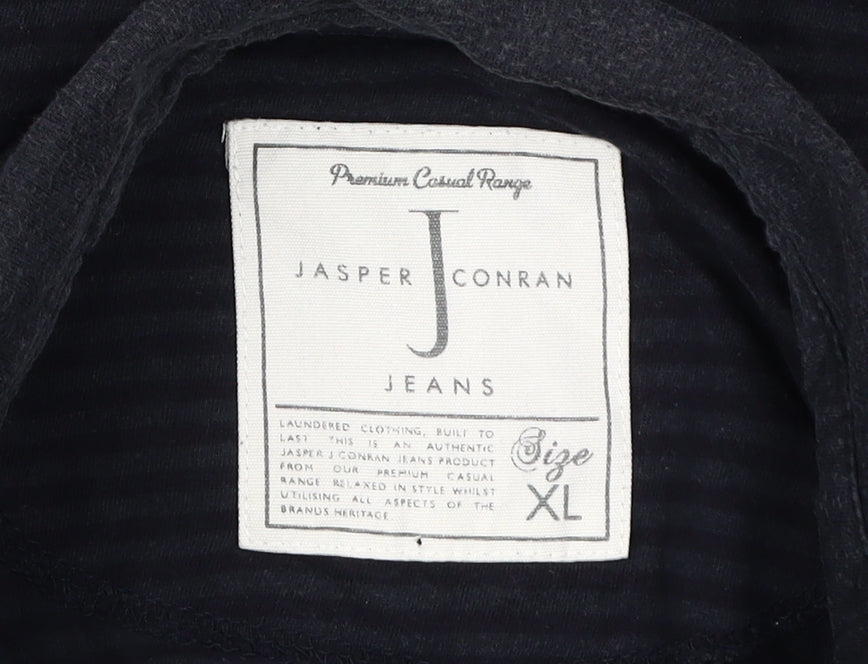 Premium Casual Range
J
JASPER CONRAN
JEANS
LAUNDERED CLOTHING, BUILT TO
LAST THIS IS AN AUTHENTIC
JASPER J CONRAN JEANS PRODUCT
FROM OUR PREMIUM CASUAL
RANGE RELAXED IN STYLE WHILST
UTILISING ALL ASPECTS OF THE
BRANDS HERITAGE
Size
XL